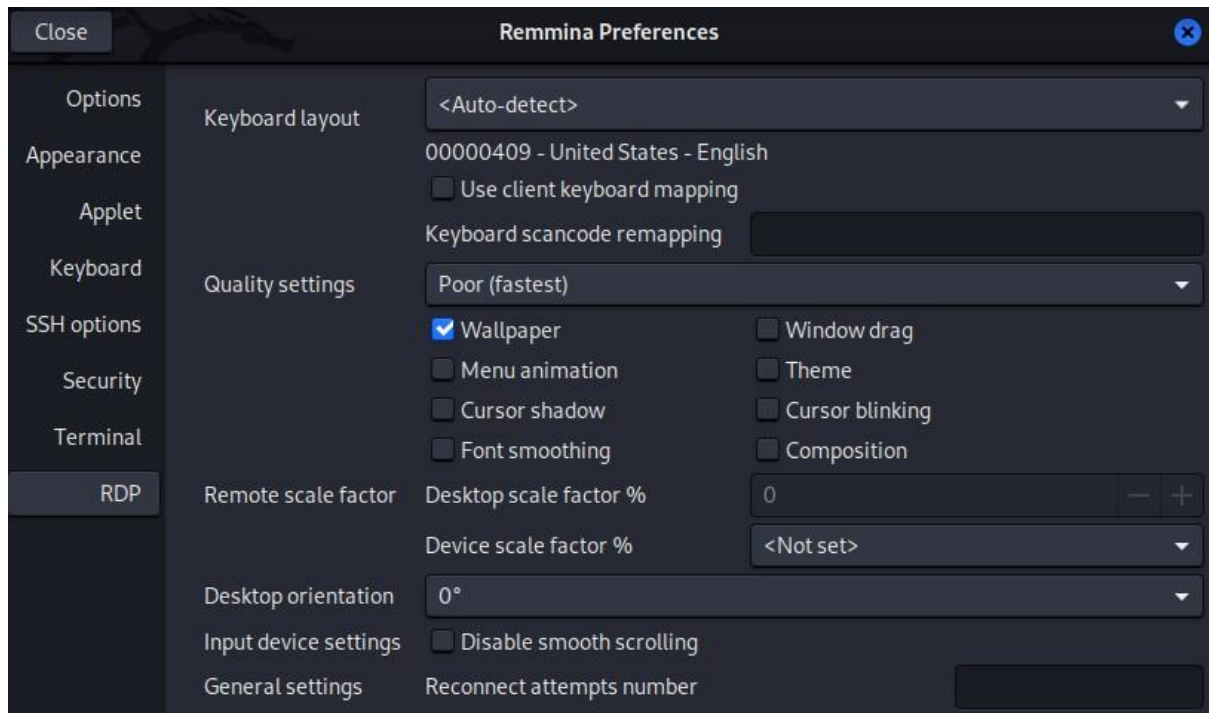 Close
Remmina Preferences
Options
Appearance
Applet
Keyboard
SSH options
Security
Terminal
RDP
Keyboard layout
<Auto-detect>
00000409 - United States - English
Use client keyboard mapping
Keyboard scancode remapping
Quality settings
Poor (fastest)
Wallpaper
Window drag
Menu animation
Theme
Cursor shadow
Cursor blinking
Font smoothing
Composition
Remote scale factor
Desktop scale factor %
0
Device scale factor %
<Not set>
Desktop orientation
0°
Input device settings
Disable smooth scrolling
General settings
Reconnect attempts number